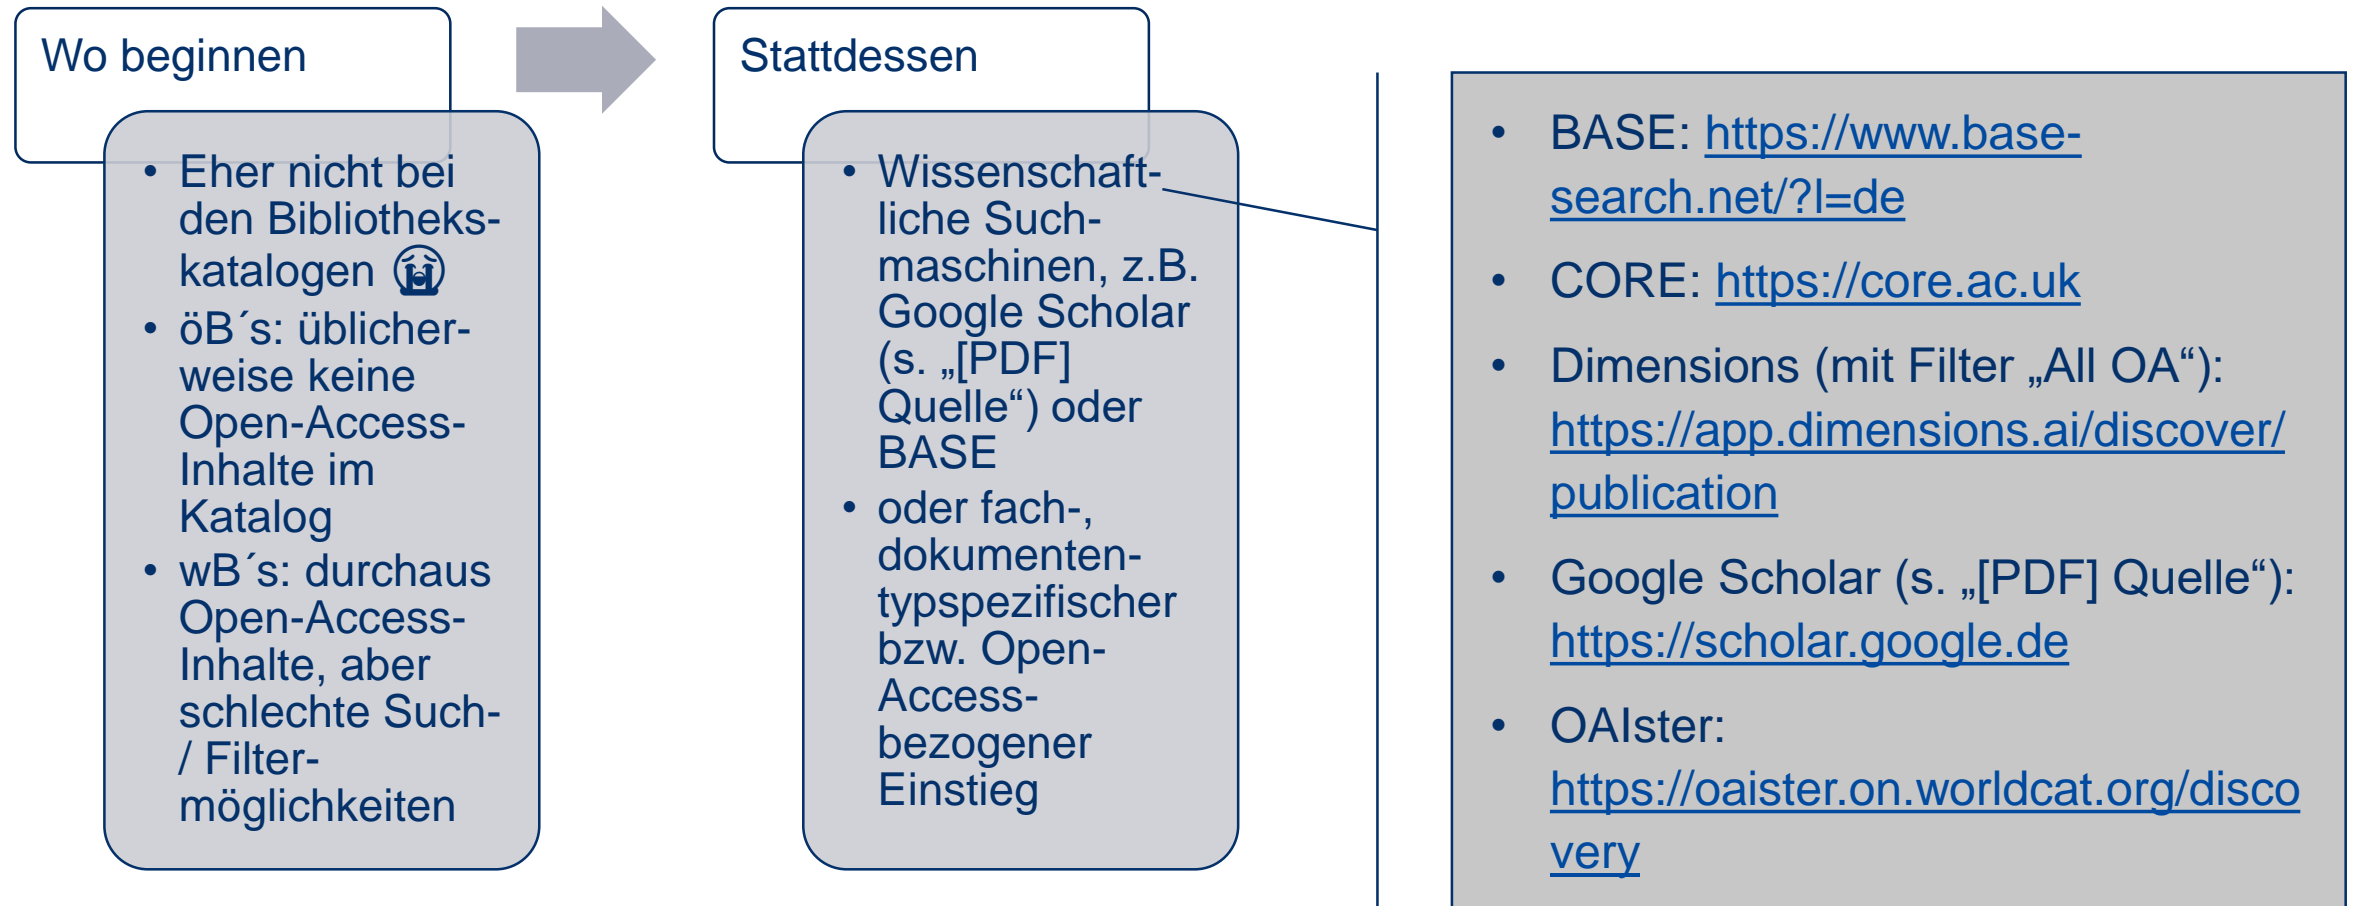 Wo beginnen
Eher nicht bei
den Bibliotheks-
katalogen 😭
• öB´s: üblicher-
weise keine
Open-Access-
Inhalte im
Katalog
• wB´s: durchaus
Open-Access-
Inhalte, aber
schlechte Such-
/ Filter-
möglichkeiten
Stattdessen
• Wissenschaft-
liche Such-
maschinen, z.B.
Google Scholar
(s. „[PDF]
Quelle“) oder
BASE
• oder fach-,
dokumenten-
typspezifischer
bzw. Open-
Access-
bezogener
Einstieg
• BASE: https://www.base-
search.net/?l=de
• CORE: https://core.ac.uk
• Dimensions (mit Filter „All OA“):
https://app.dimensions.ai/discover/
publication
• Google Scholar (s. „[PDF] Quelle“):
https://scholar.google.de
• OAIster:
https://oaister.on.worldcat.org/disco
very